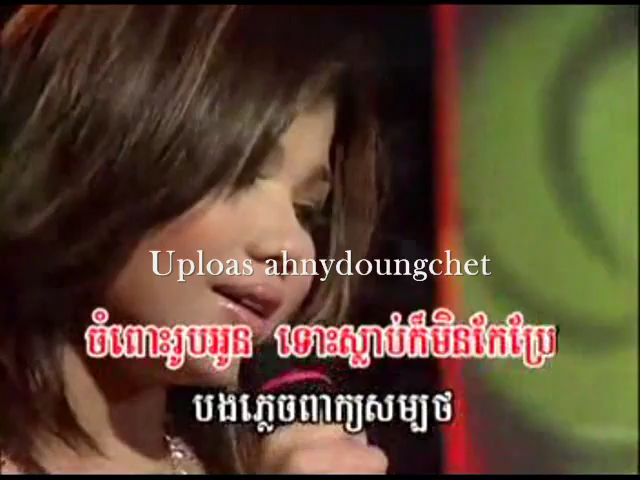 Uploas ahnydoungchet
ចំពោះរូបអូន ទោះស្លាប់ក៏មិនកែប្រែ
បងភ្លេចពាក្យសម្បថ